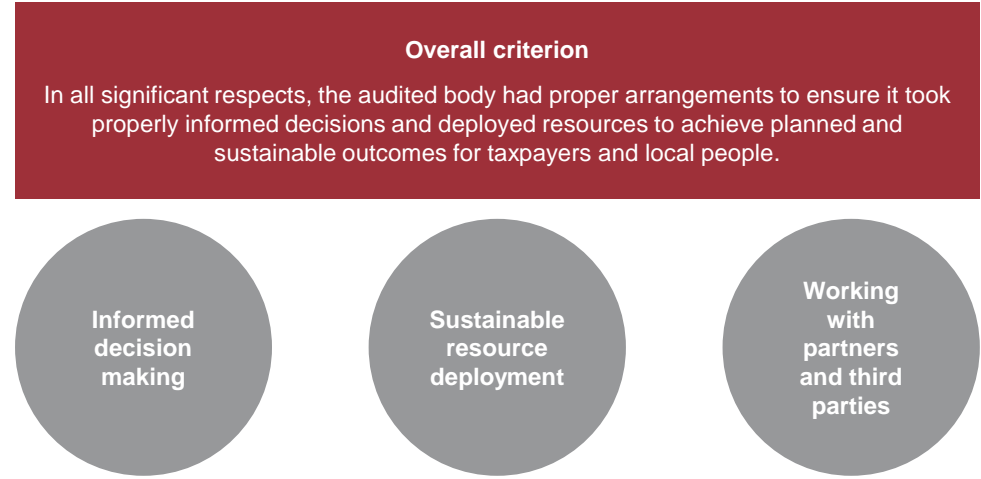 Overall criterion
In all significant respects, the audited body had proper arrangements to ensure it took
properly informed decisions and deployed resources to achieve planned and
sustainable outcomes for taxpayers and local people.
Informed
decision
making
Sustainable
resource
deployment
Working
with
partners
and third
parties